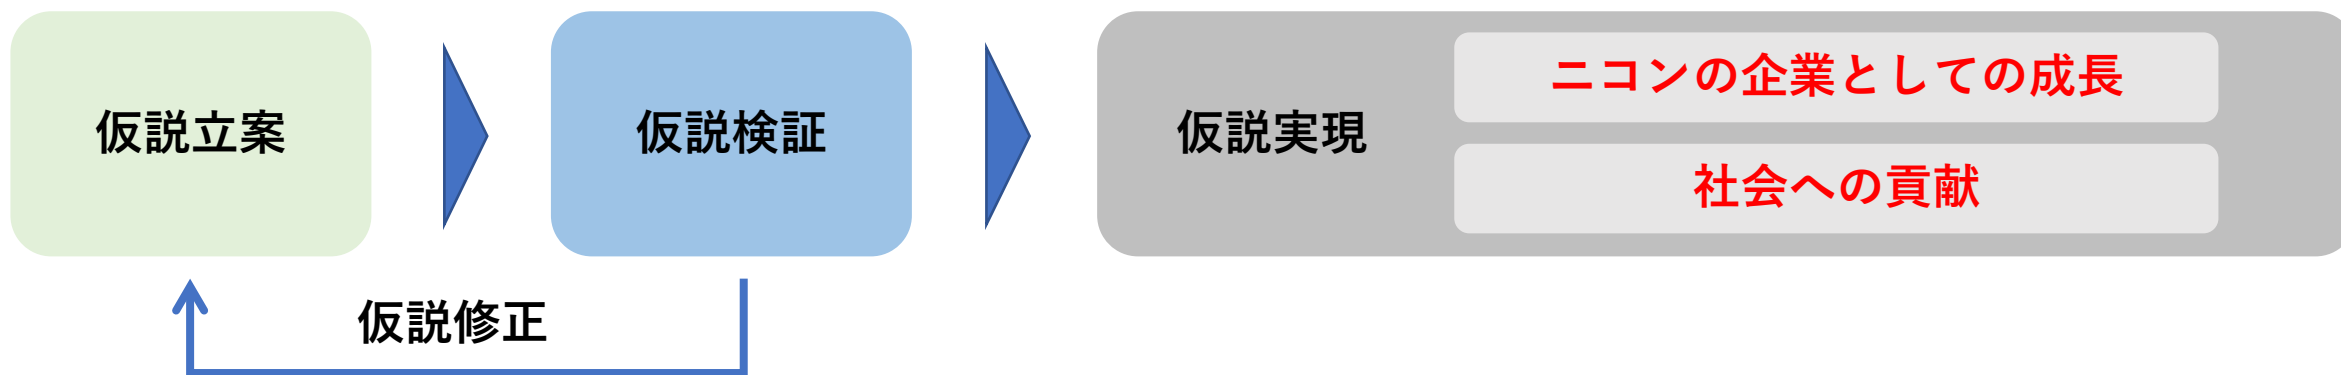 仮説立案
仮説検証
仮説実現
ニコンの企業としての成長
社会への貢献
仮説修正